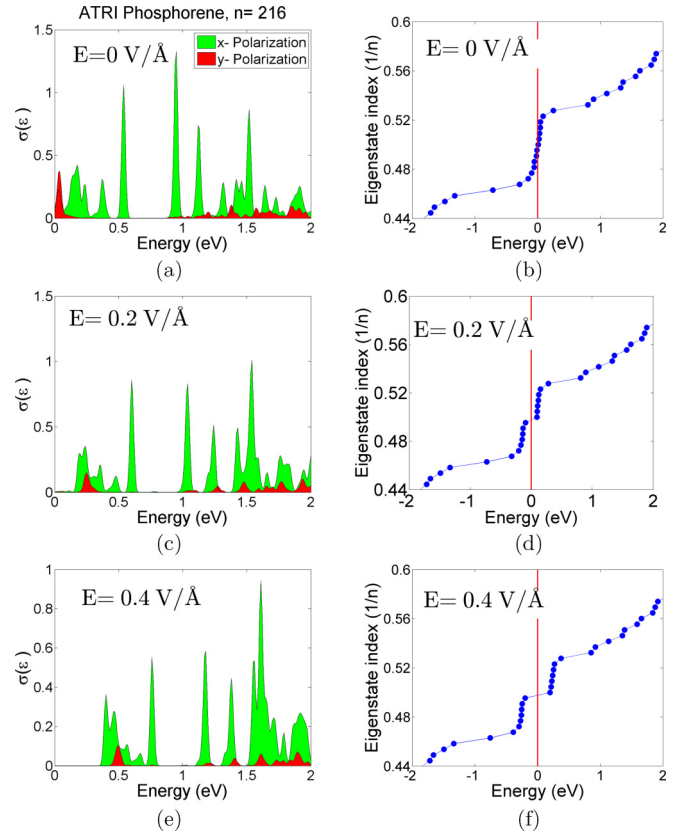 ATRI Phosphorene, n= 216
E=0 V/Å
x- Polarization
y- Polarization
1.5
1
0.5
0
σ(ε)
0 0.5 1 1.5 2
Energy (eV)
(a)
E= 0 V/Å
0.6
0.56
0.52
0.48
0.44
Eigenstate index (1/n)
-2 -1 0 1 2
Energy (eV)
(b)
E= 0.2 V/Å
1.5
1
0.5
0
σ(ε)
0 0.5 1 1.5 2
Energy (eV)
(c)
E= 0.2 V/Å
0.6
0.56
0.52
0.48
0.44
Eigenstate index (1/n)
-2 -1 0 1 2
Energy (eV)
(d)
E= 0.4 V/Å
1
0.8
0.6
0.4
0.2
0
σ(ε)
0 0.5 1 1.5 2
Energy (eV)
(e)
E= 0.4 V/Å
0.6
0.56
0.52
0.48
0.44
Eigenstate index (1/n)
-2 -1 0 1 2
Energy (eV)
(f)